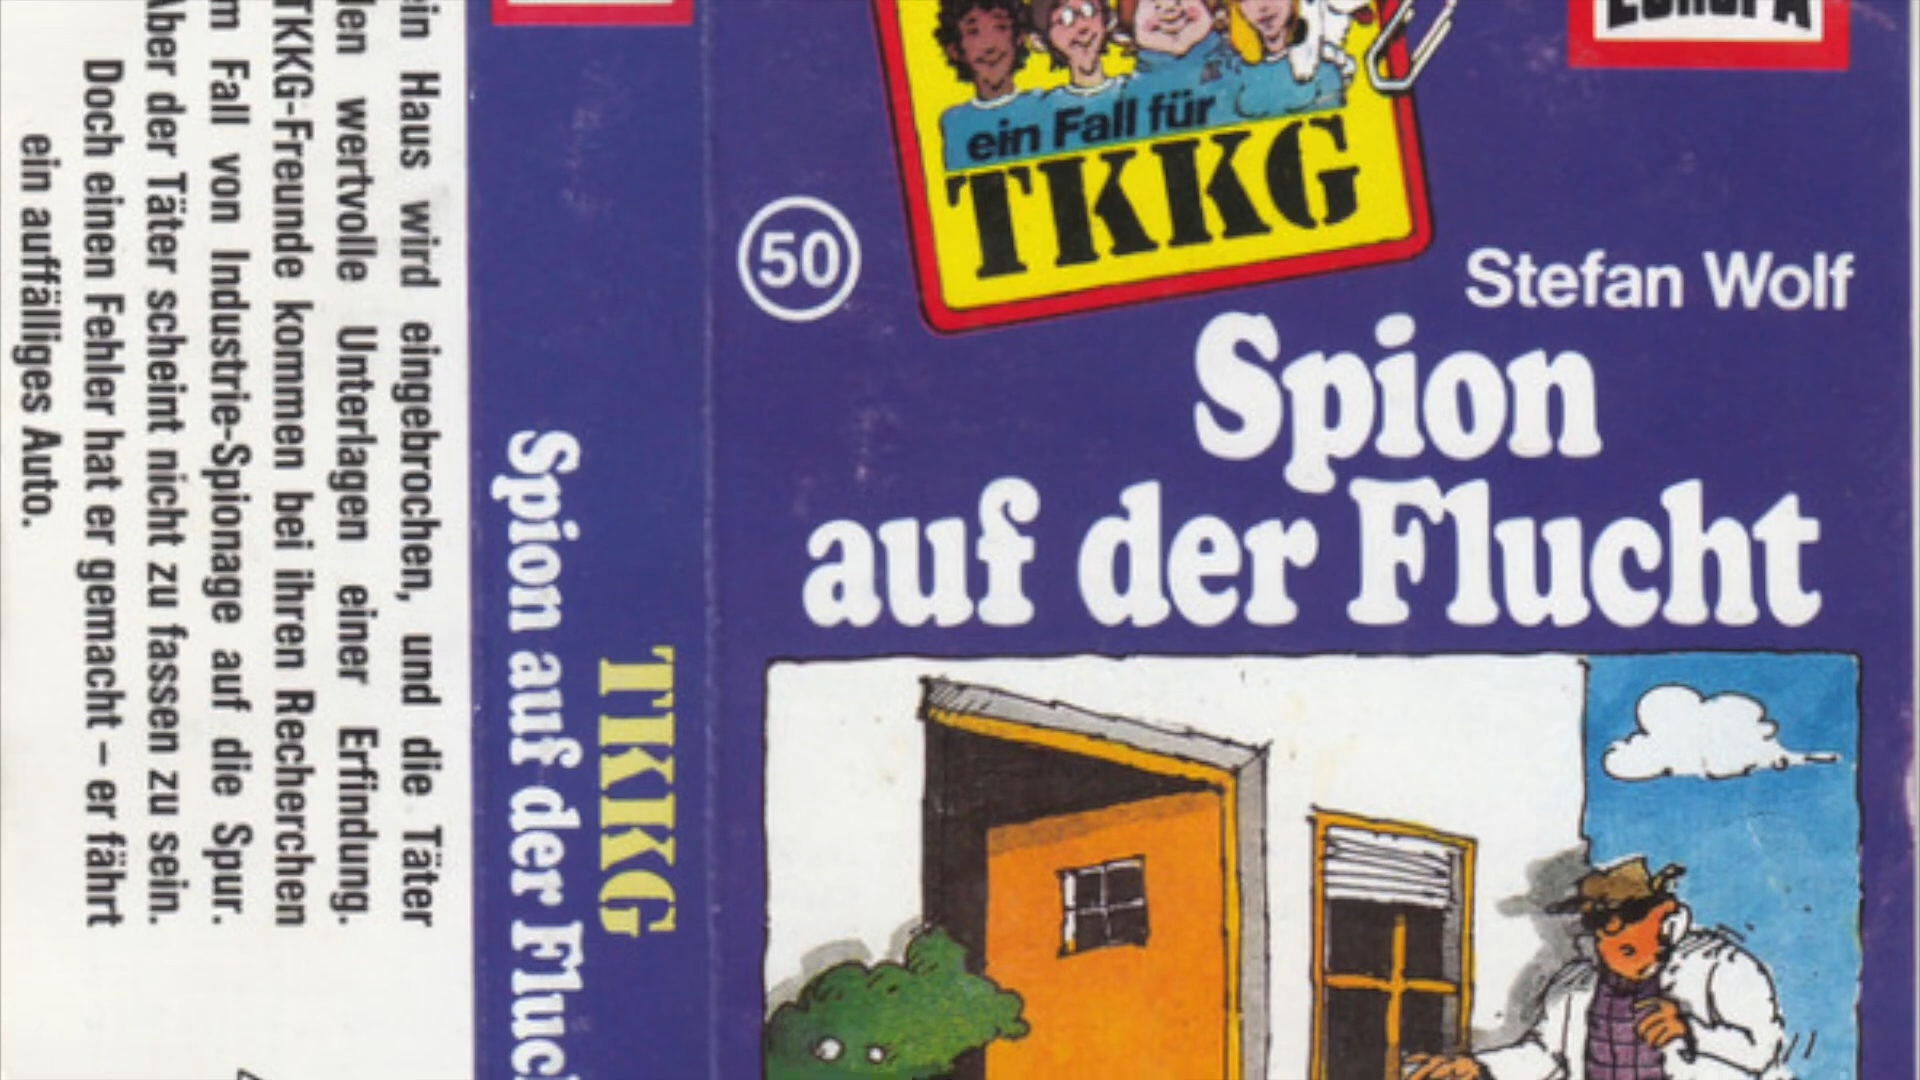 EUROPA
ein Fall für
TKKG
50
Stefan Wolf
Spion
auf der Flucht
TKKG
Spion auf der
ein Haus wird eingebrochen, und die Täter
wertvolle Unterlagen einer Erfindung.
TKKG-Freunde kommen bei ihren Recherchen
Fall von Industrie-Spionage auf die Spur.
Aber der Täter scheint nicht zu fassen zu sein.
Doch einen Fehler hat er gemacht – er fährt
ein auffälliges Auto.